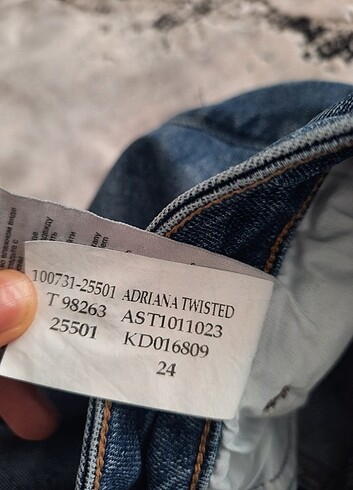 100731-25501 ADRIANA TWISTED
T 98263 AST1011023
25501 KD016809
24